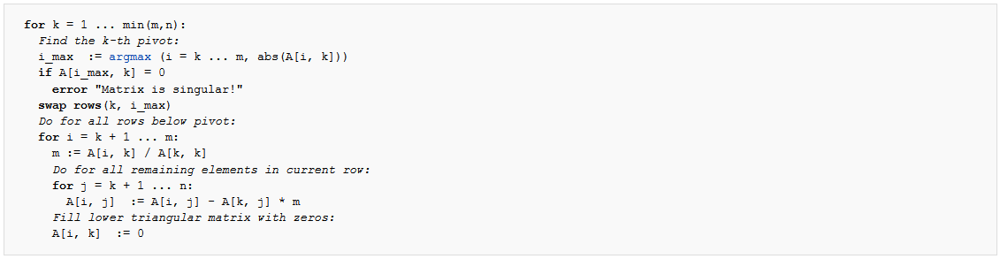 for k = 1 ... min(m,n):
Find the k-th pivot:
i_max := argmax (i = k ... m, abs(A[i, k]))
if A[i_max, k] = 0
error "Matrix is singular!"
swap rows(k, i_max)
Do for all rows below pivot:
for i = k + 1 ... m:
m := A[i, k] / A[k, k]
Do for all remaining elements in current row:
for j = k + 1 ... n:
A[i, j] := A[i, j] - A[k, j] * m
Fill lower triangular matrix with zeros:
A[i, k] := 0